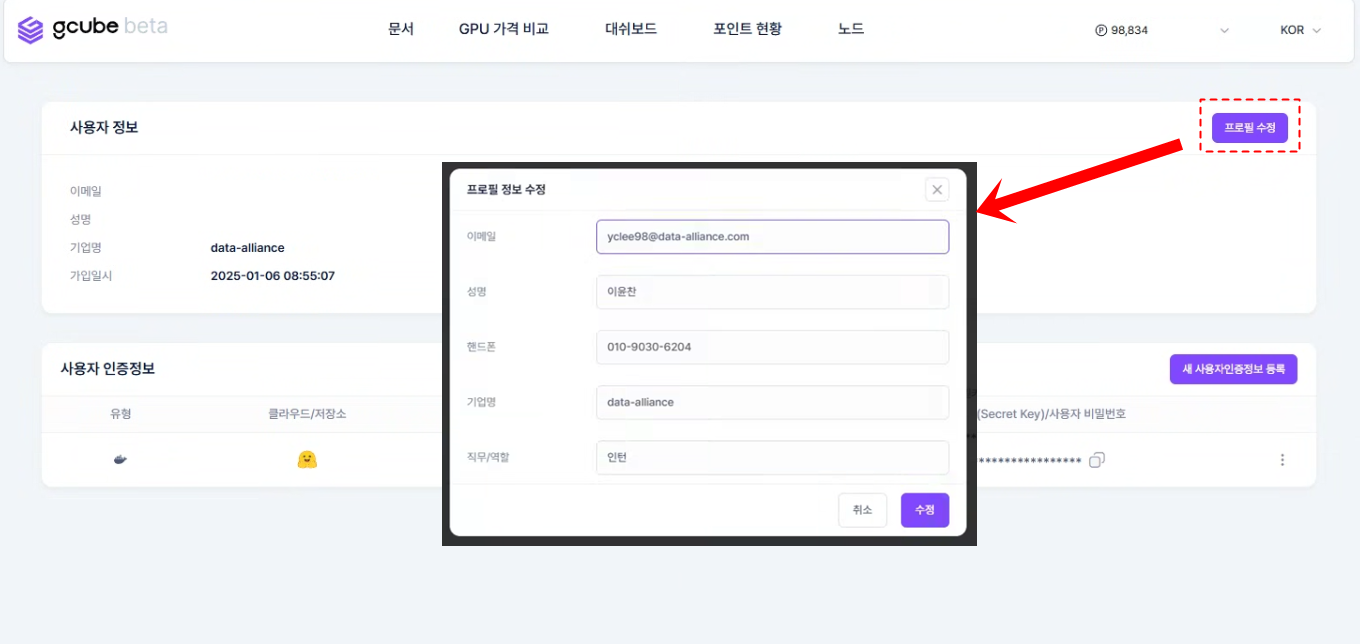 gcube beta
문서
GPU 가격 비교
대쉬보드
포인트 현황
노드
Ⓟ 98,834
KOR
사용자 정보
프로필 수정
이메일
성명
기업명 data-alliance
가입일시 2025-01-06 08:55:07
프로필 정보 수정
이메일 yclee98@data-alliance.com
성명 이윤찬
핸드폰 010-9030-6204
기업명 data-alliance
직무/역할 인턴
취소 수정
사용자 인증정보
새 사용자인증정보 등록
유형 클라우드/저장소 (Secret Key)/사용자 비밀번호
*****************